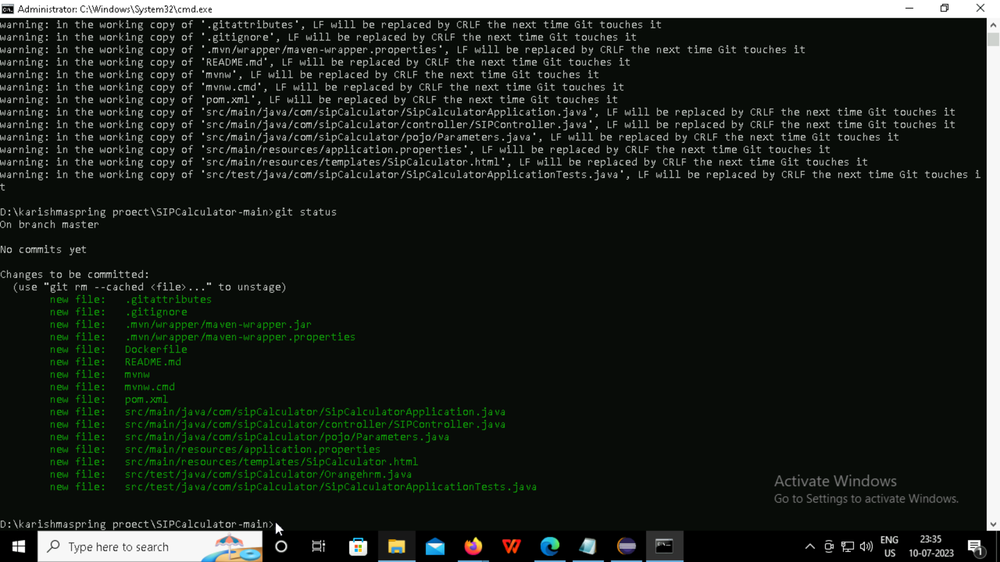 Administrator: C:\Windows\System32\cmd.exe
warning: in the working copy of '.gitattributes', LF will be replaced by CRLF the next time Git touches it
warning: in the working copy of '.gitignore', LF will be replaced by CRLF the next time Git touches it
warning: in the working copy of '.mvn/wrapper/maven-wrapper.properties', LF will be replaced by CRLF the next time Git touches it
warning: in the working copy of 'README.md', LF will be replaced by CRLF the next time Git touches it
warning: in the working copy of 'mvnw', LF will be replaced by CRLF the next time Git touches it
warning: in the working copy of 'mvnw.cmd', LF will be replaced by CRLF the next time Git touches it
warning: in the working copy of 'pom.xml', LF will be replaced by CRLF the next time Git touches it
warning: in the working copy of 'src/main/java/com/sipCalculator/SipCalculatorApplication.java', LF will be replaced by CRLF the next time Git touches it
warning: in the working copy of 'src/main/java/com/sipCalculator/controller/SIPController.java', LF will be replaced by CRLF the next time Git touches it
warning: in the working copy of 'src/main/java/com/sipCalculator/pojo/Parameters.java', LF will be replaced by CRLF the next time Git touches it
warning: in the working copy of 'src/main/resources/application.properties', LF will be replaced by CRLF the next time Git touches it
warning: in the working copy of 'src/main/resources/templates/SipCalculator.html', LF will be replaced by CRLF the next time Git touches it
warning: in the working copy of 'src/test/java/com/sipCalculator/SipCalculatorApplicationTests.java', LF will be replaced by CRLF the next time Git touches i
t
D:\karishmaspring proect\SIPCalculator-main>git status
On branch master
No commits yet
Changes to be committed:
(use "git rm --cached <file>..." to unstage)
new file: .gitattributes
new file: .gitignore
new file: .mvn/wrapper/maven-wrapper.jar
new file: .mvn/wrapper/maven-wrapper.properties
new file: Dockerfile
new file: README.md
new file: mvnw
new file: mvnw.cmd
new file: pom.xml
new file: src/main/java/com/sipCalculator/SipCalculatorApplication.java
new file: src/main/java/com/sipCalculator/controller/SIPController.java
new file: src/main/java/com/sipCalculator/pojo/Parameters.java
new file: src/main/resources/application.properties
new file: src/main/resources/templates/SipCalculator.html
new file: src/test/java/com/sipCalculator/Orangehrm.java
new file: src/test/java/com/sipCalculator/SipCalculatorApplicationTests.java
Activate Windows
Go to Settings to activate Windows.
D:\karishmaspring proect\SIPCalculator-main>
Type here to search
ENG
US
23:35
10-07-2023
1